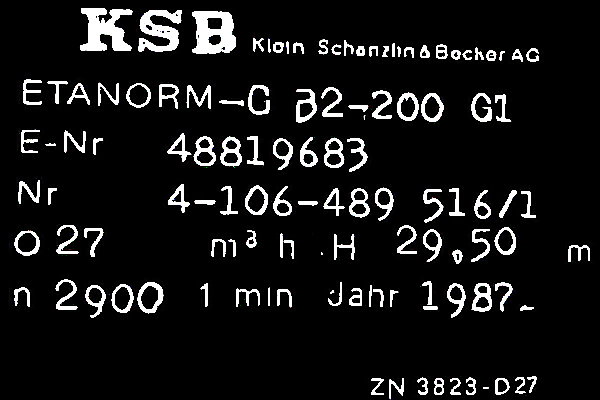 KSB Klein Schanzlin & Becker AG
ETANORM-G 32-200 G1
E-Nr 48819683
Nr 4-106-489 516/1
Q 27 m³ h H 29,50 m
n 2900 1 min Jahr 1987-
ZN 3823-D27